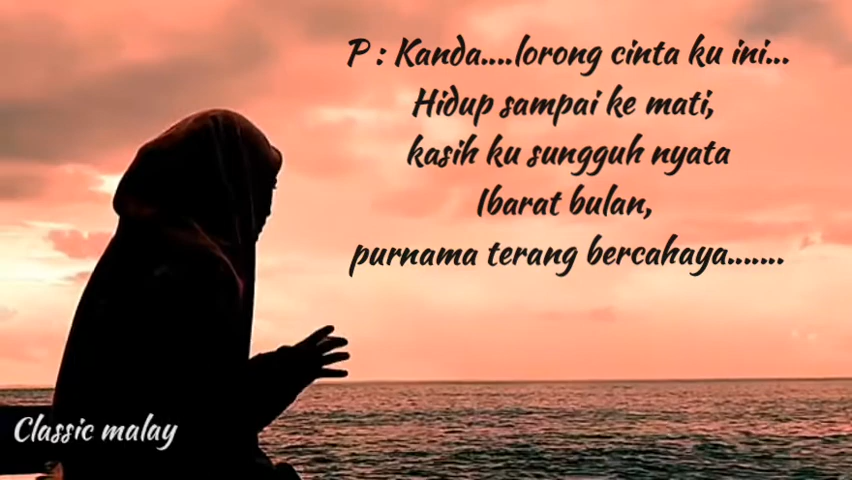 P : Kanda....lorong cinta ku ini...
Hidup sampai ke mati,
kasih ku sungguh nyata
Ibarat bulan,
purnama terang bercahaya.......
Classic malay